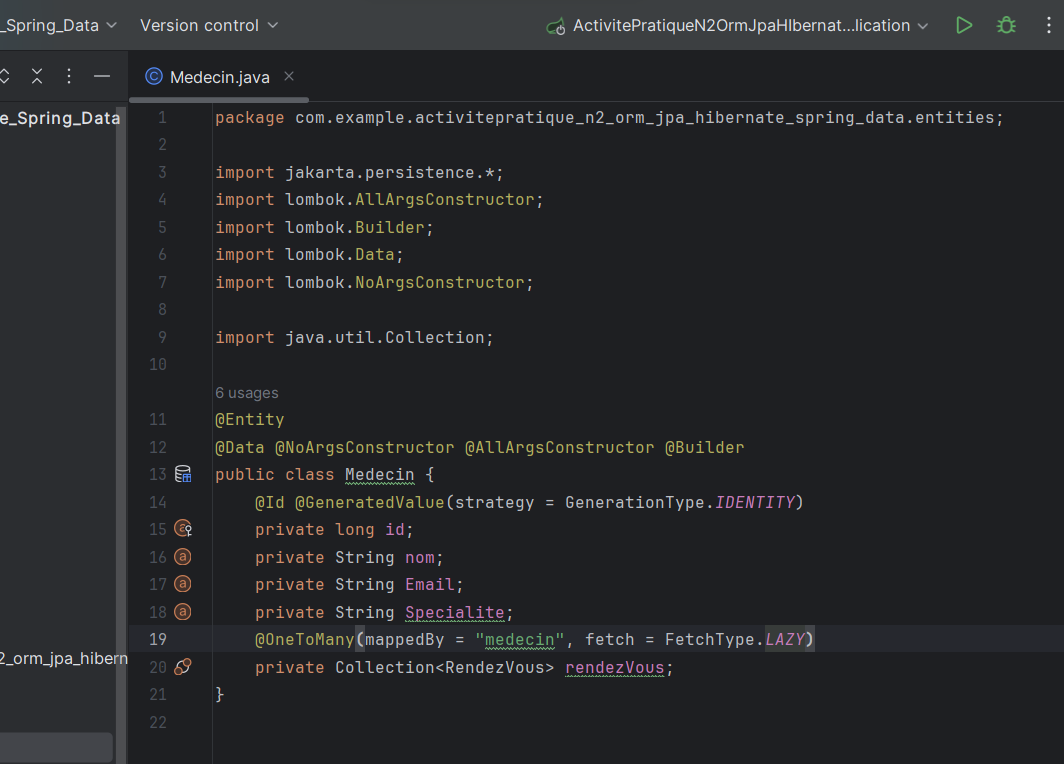 _Spring_Data
Version control
ActivitePratiqueN2OrmJpaHIbernat...lication
Medecin.java
e_Spring_Data
2_orm_jpa_hibern
1 package com.example.activitepratique_n2_orm_jpa_hibernate_spring_data.entities;
2
3 import jakarta.persistence.*;
4 import lombok.AllArgsConstructor;
5 import lombok.Builder;
6 import lombok.Data;
7 import lombok.NoArgsConstructor;
8
9 import java.util.Collection;
10
6 usages
11 @Entity
12 @Data @NoArgsConstructor @AllArgsConstructor @Builder
13 public class Medecin {
14 @Id @GeneratedValue(strategy = GenerationType.IDENTITY)
15 private long id;
16 private String nom;
17 private String Email;
18 private String Specialite;
19 @OneToMany(mappedBy = "medecin", fetch = FetchType.LAZY)
20 private Collection<RendezVous> rendezVous;
21 }
22